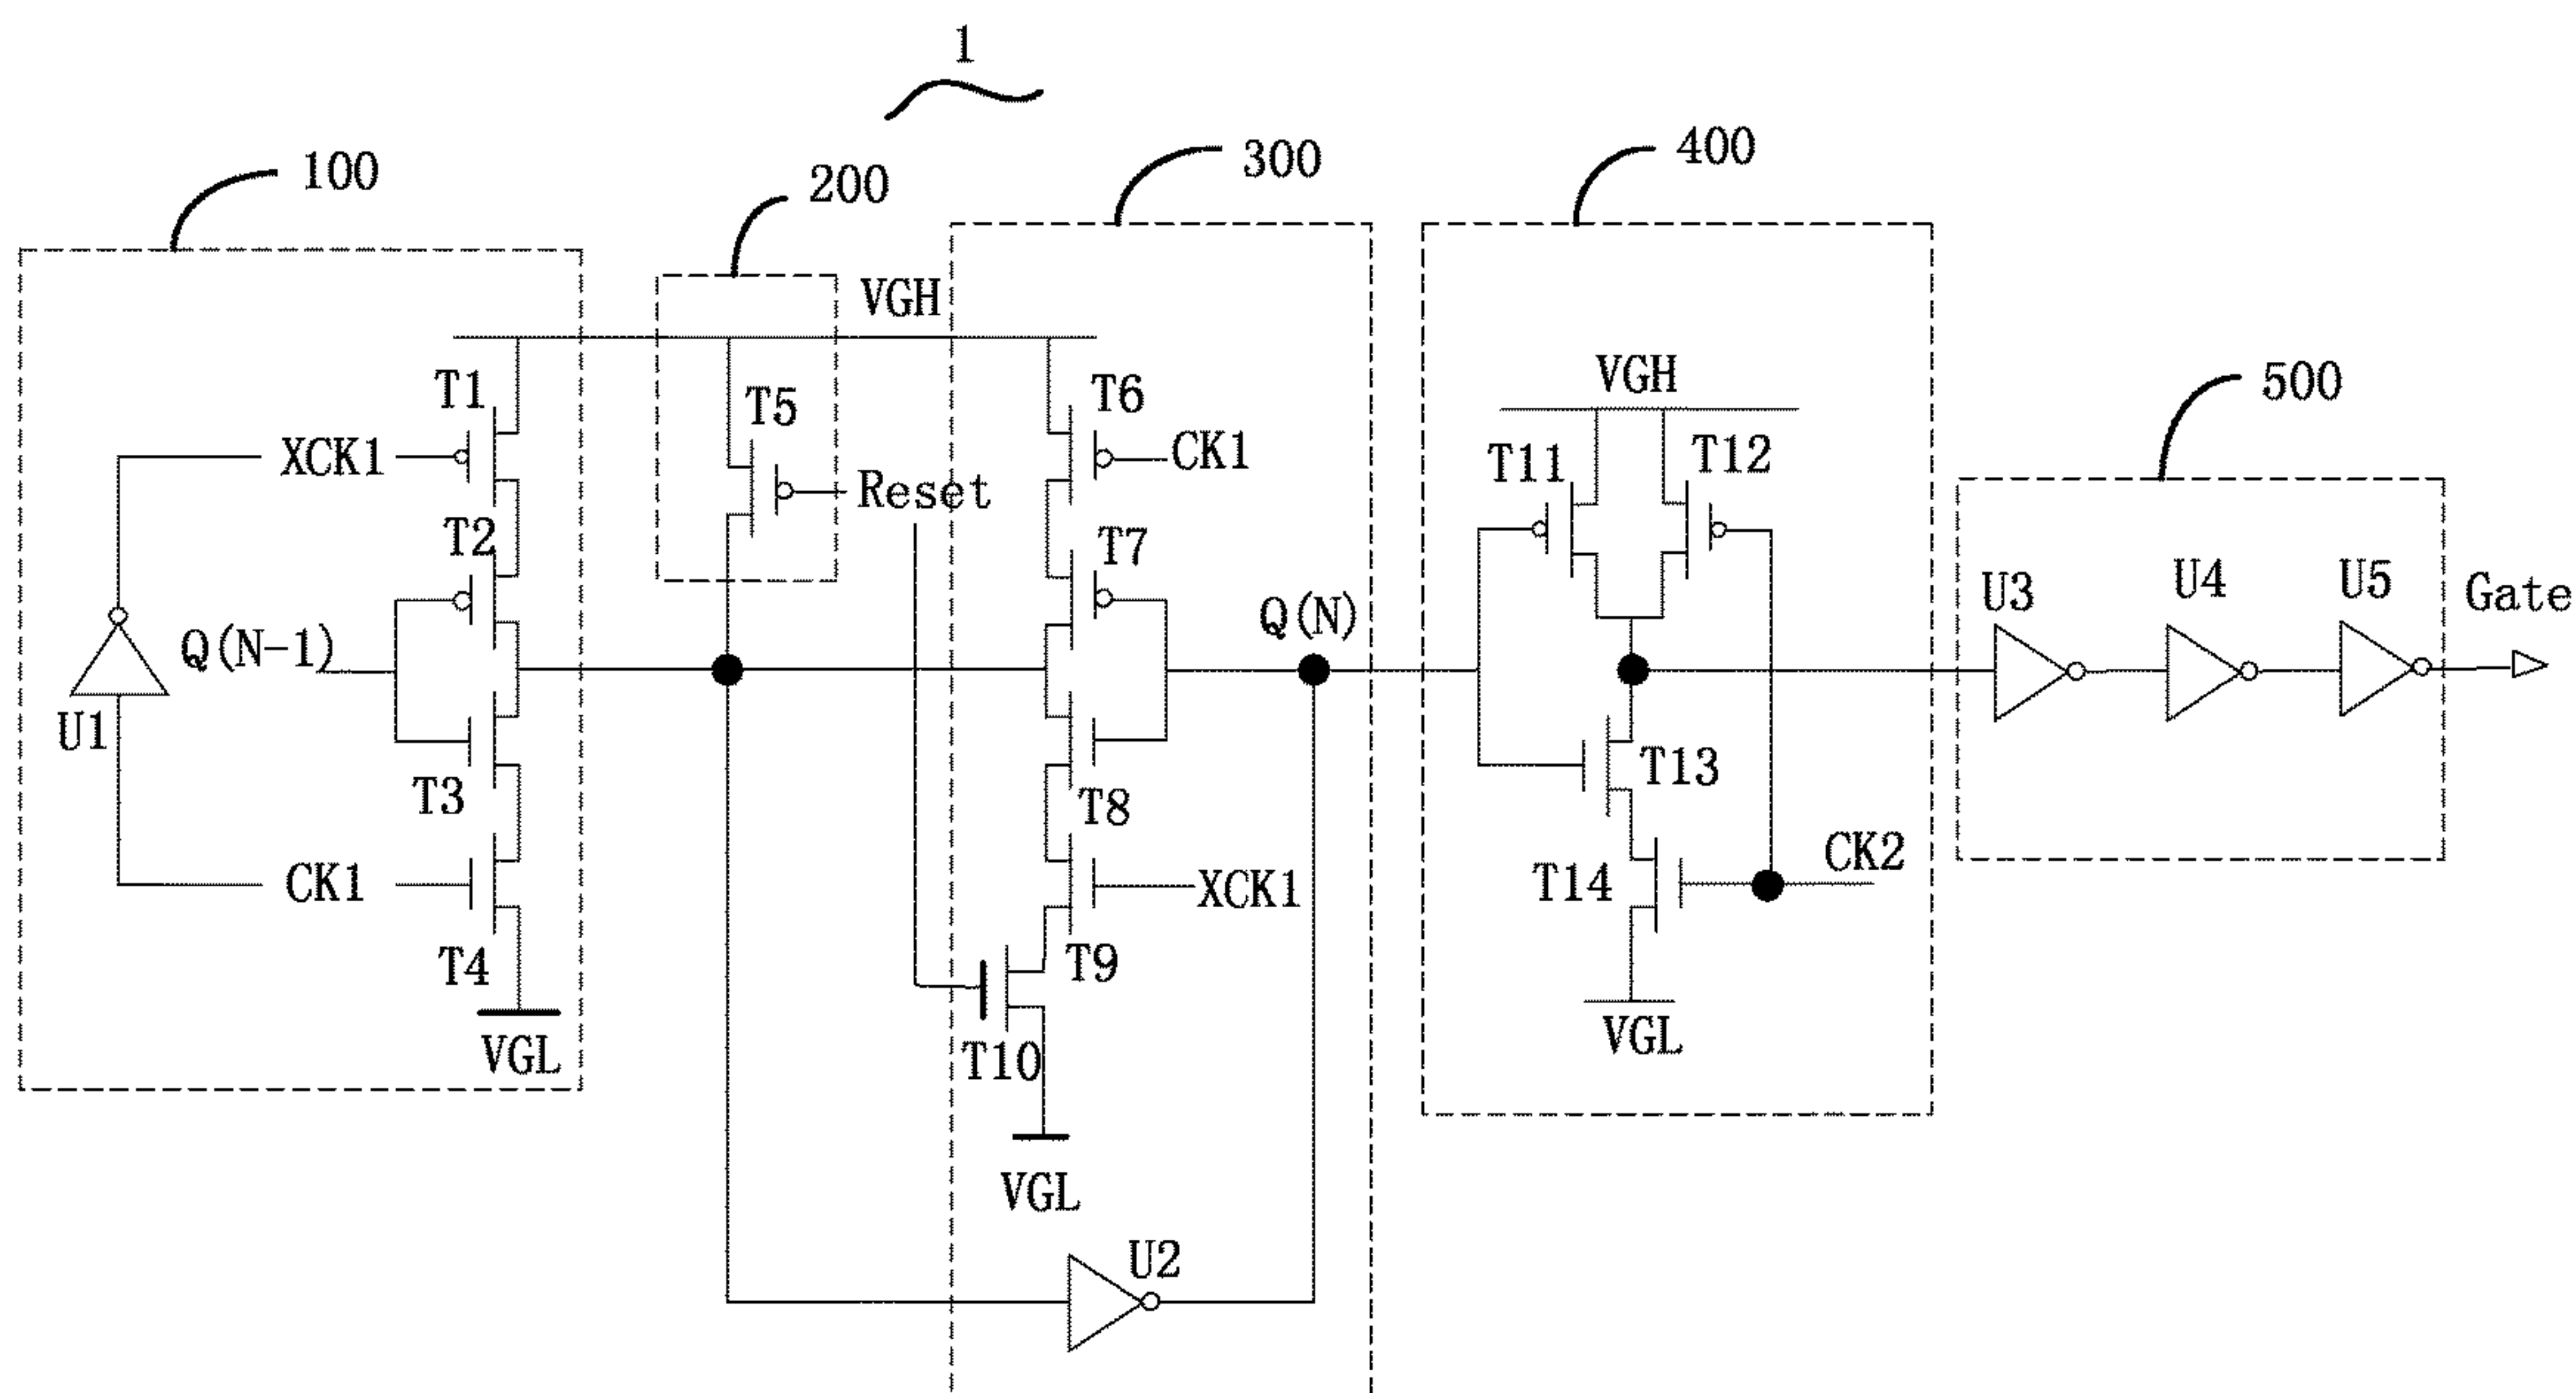 1
100
200
300
400
500
VGH
T1
T5
T6
VGH
XCK1
CK1
T11
T12
Reset
T2
T7
U3
U4
U5
Gate
Q(N-1)
Q(N)
U1
T3
T8
T13
CK1
XCK1
T14
CK2
T4
T9
VGL
T10
VGL
VGL
U2